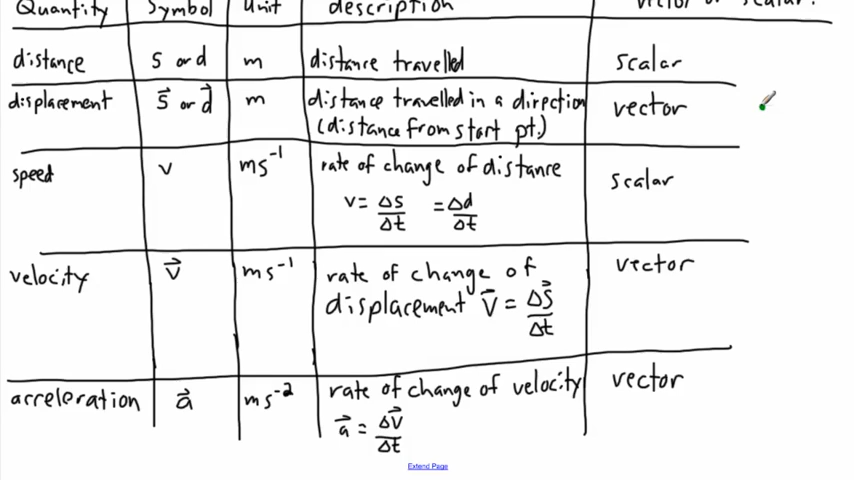 Quantity Symbol Unit description vector or scalar?
distance s or d m distance travelled scalar
displacement s⃗ or d⃗ m distance travelled in a direction vector
(distance from start pt.)
speed v ms⁻¹ rate of change of distance scalar
v = Δs/Δt = Δd/Δt
velocity v⃗ ms⁻¹ rate of change of vector
displacement v⃗ = Δs⃗/Δt
acceleration a⃗ ms⁻² rate of change of velocity vector
a⃗ = Δv⃗/Δt
Extend Page